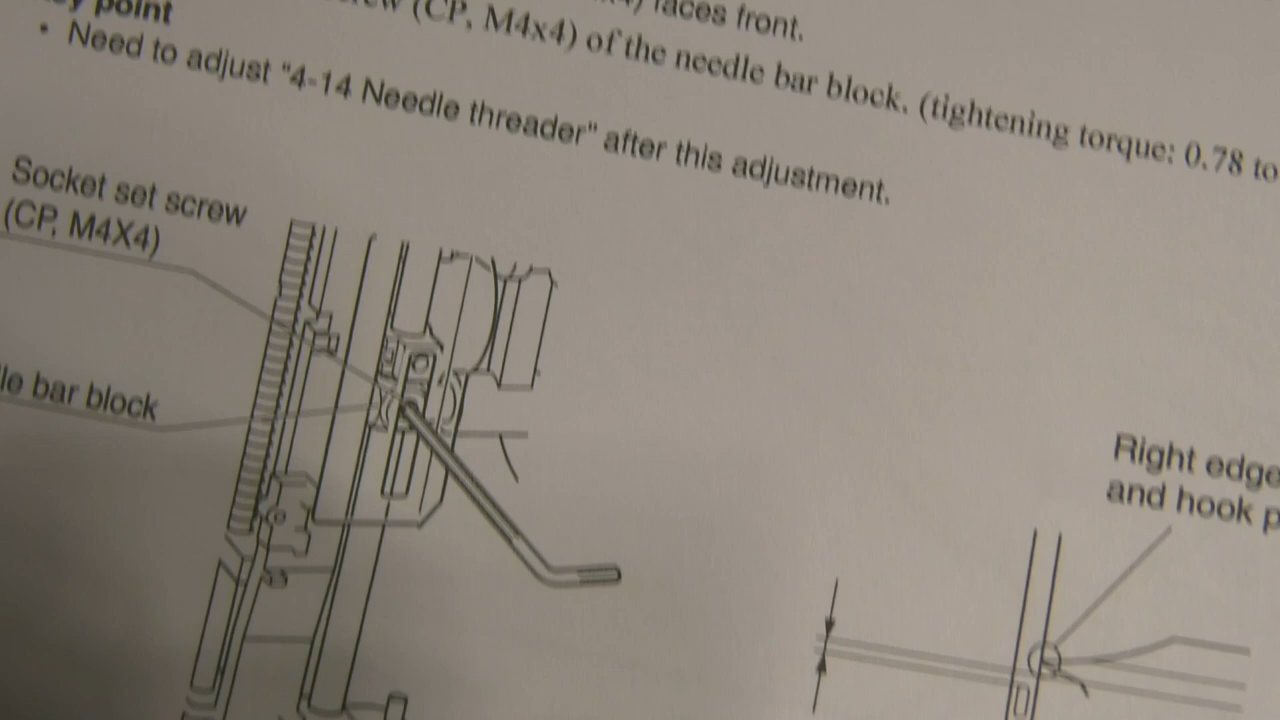 faces front.
(CP, M4x4) of the needle bar block. (tightening torque: 0.78 to
point
• Need to adjust "4-14 Needle threader" after this adjustment.
Socket set screw
(CP, M4X4)
bar block
Right edge
and hook